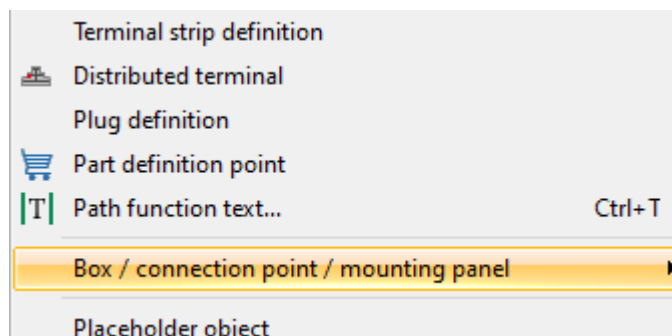 Terminal strip definition
Distributed terminal
Plug definition
Part definition point
T Path function text... Ctrl+T
Box / connection point / mounting panel
Placeholder object